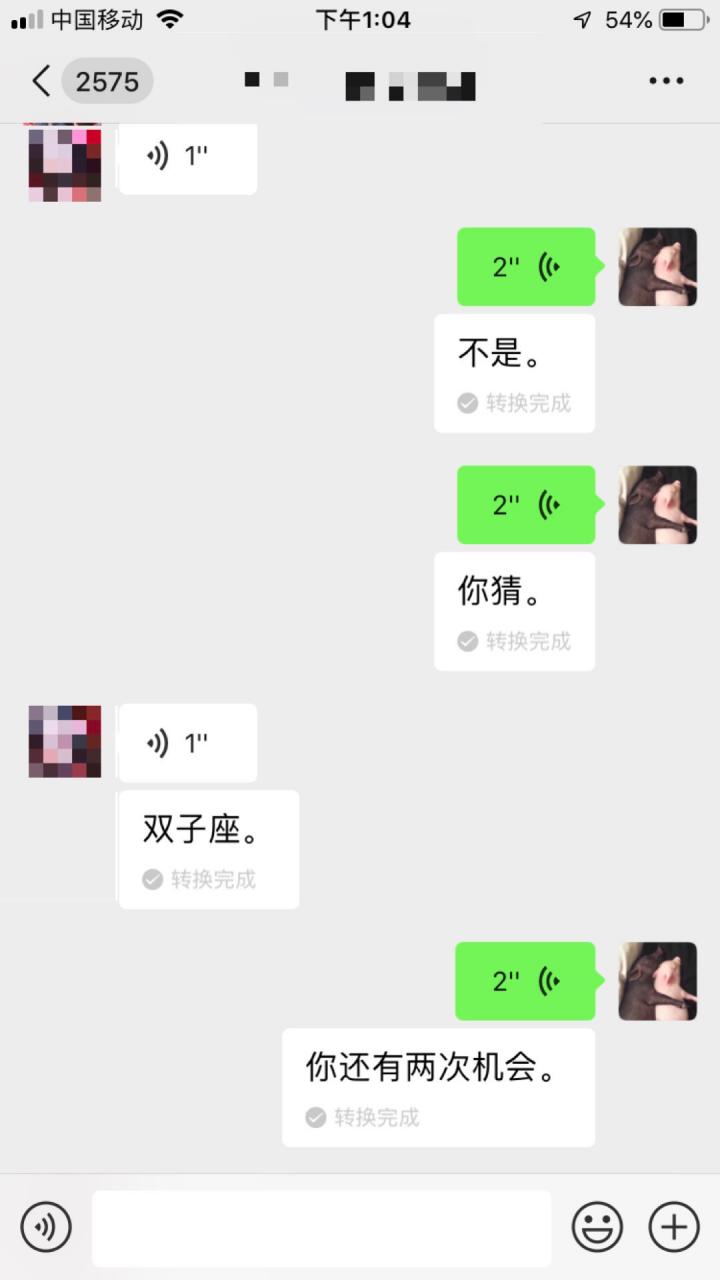 中国移动 下午1:04 54%
2575
1''
2''
不是。
转换完成
2''
你猜。
转换完成
1''
双子座。
转换完成
2''
你还有两次机会。
转换完成